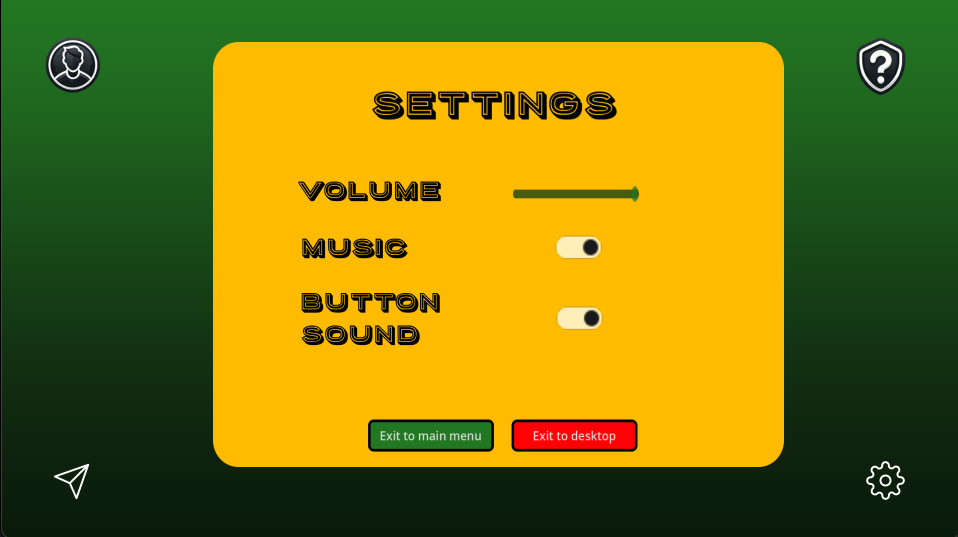 SETTINGS
VOLUME
MUSIC
BUTTON
SOUND
Exit to main menu
Exit to desktop